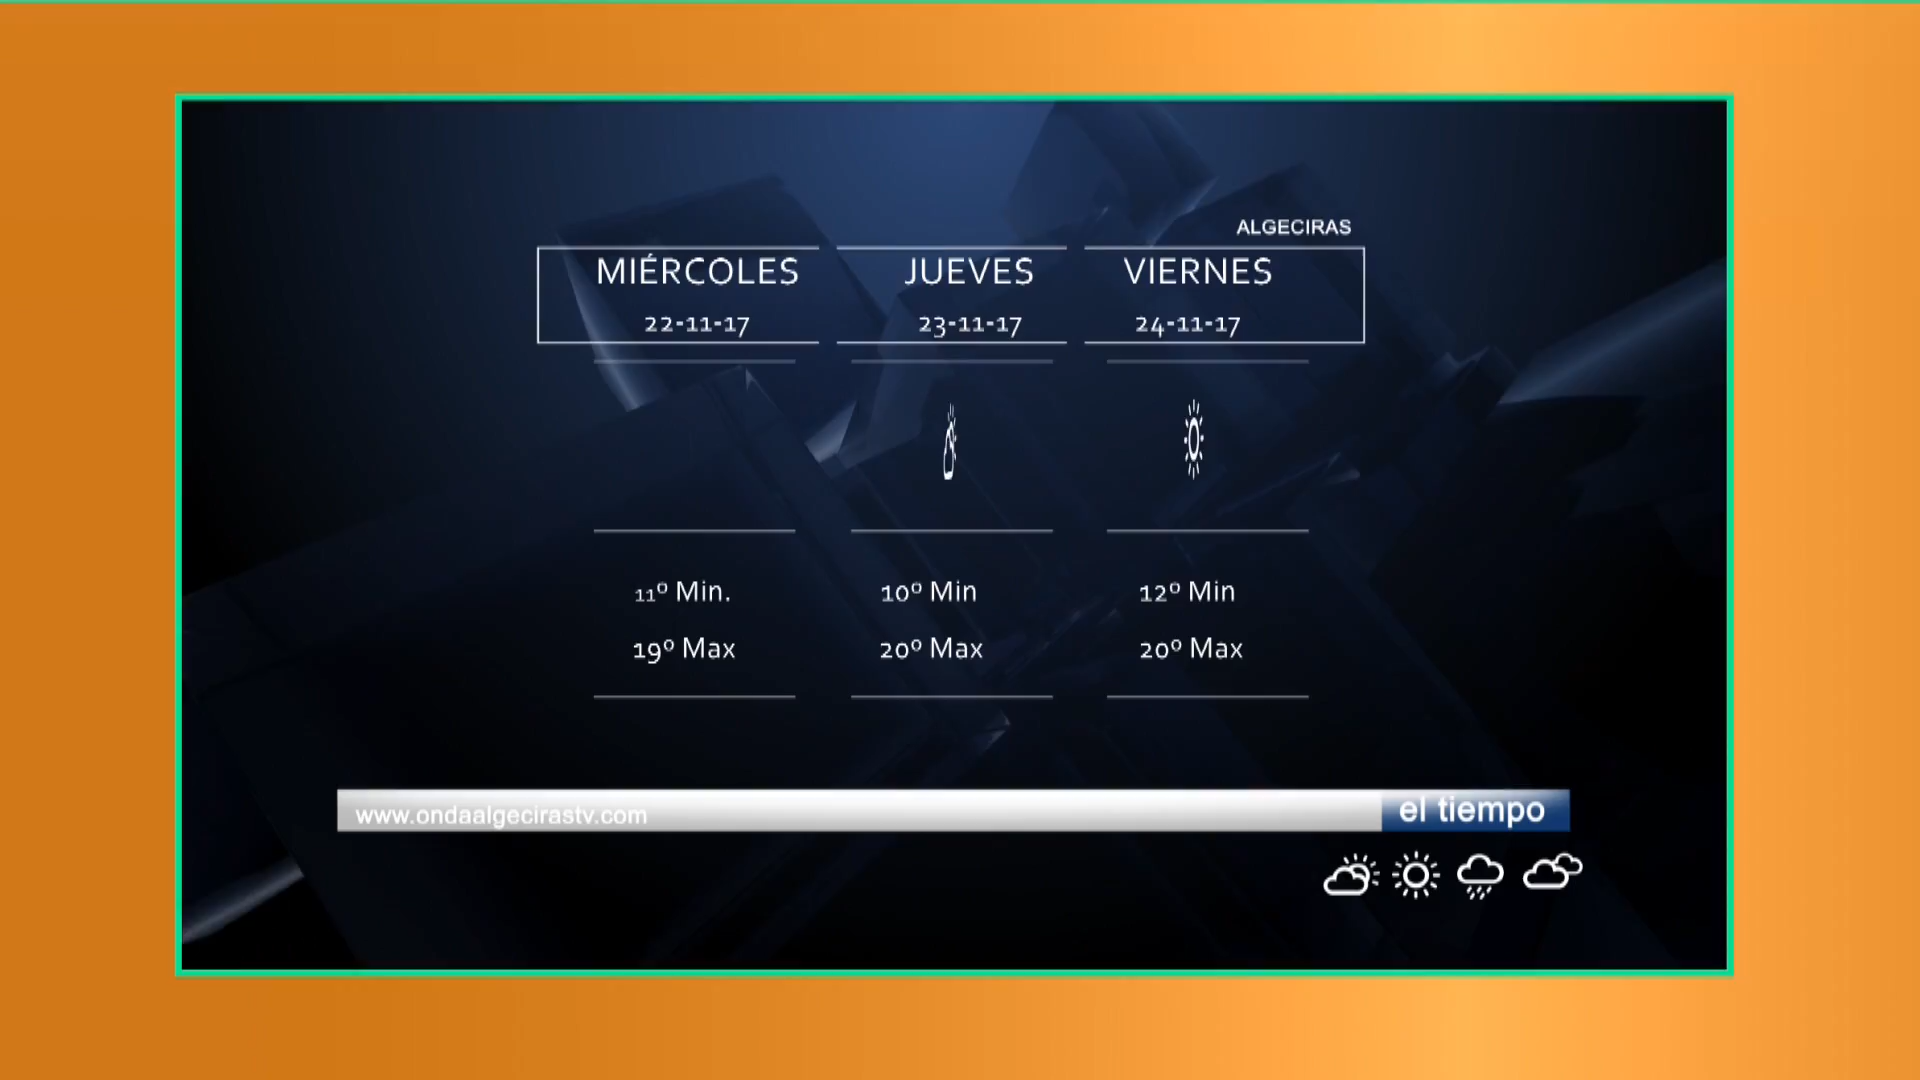 ALGECIRAS
MIÉRCOLES JUEVES VIERNES
22-11-17 23-11-17 24-11-17
11º Min. 10º Min 12º Min
19º Max 20º Max 20º Max
www.ondaalgecirastv.com el tiempo